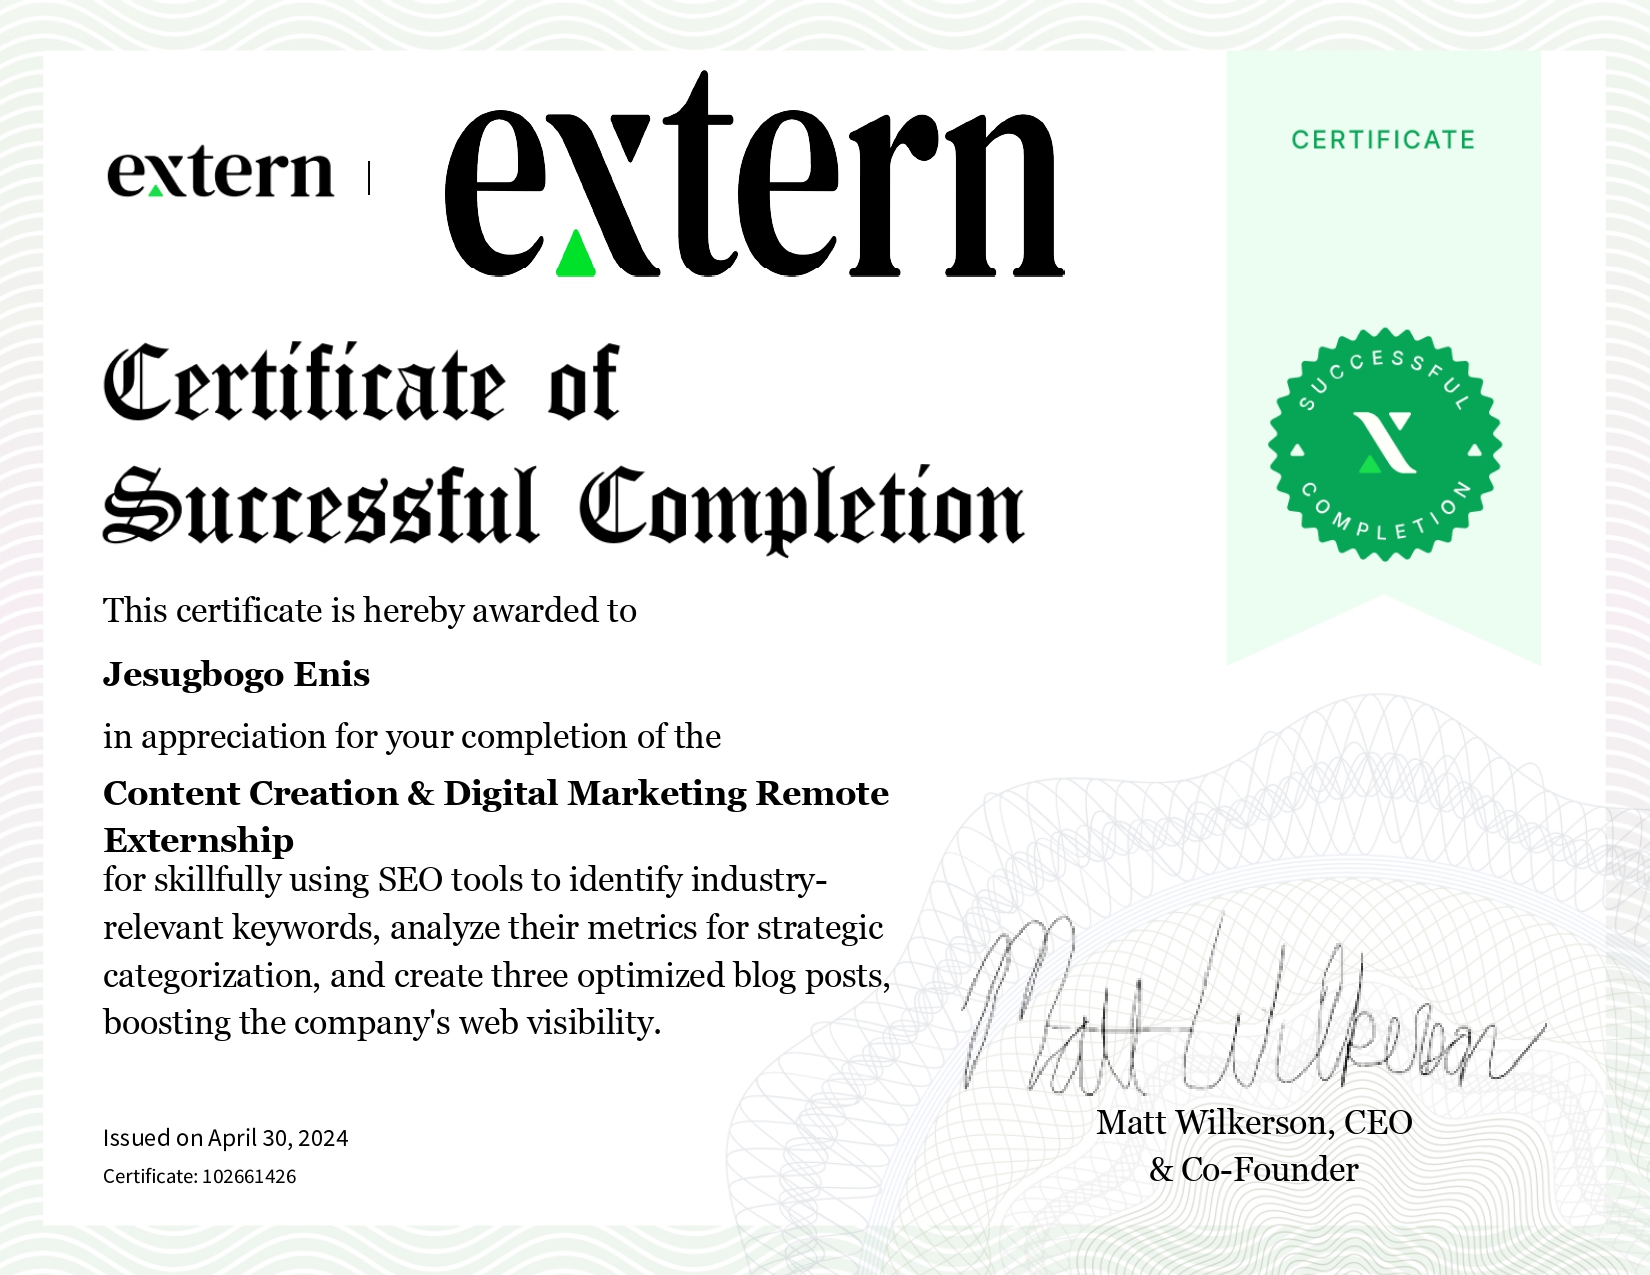 extern | extern
CERTIFICATE
Certificate of
Successful Completion
SUCCESSFUL
COMPLETION
This certificate is hereby awarded to
Jesugbogo Enis
in appreciation for your completion of the
Content Creation & Digital Marketing Remote
Externship
for skillfully using SEO tools to identify industry-
relevant keywords, analyze their metrics for strategic
categorization, and create three optimized blog posts,
boosting the company's web visibility.
Matt Wilkerson
Matt Wilkerson, CEO
& Co-Founder
Issued on April 30, 2024
Certificate: 102661426